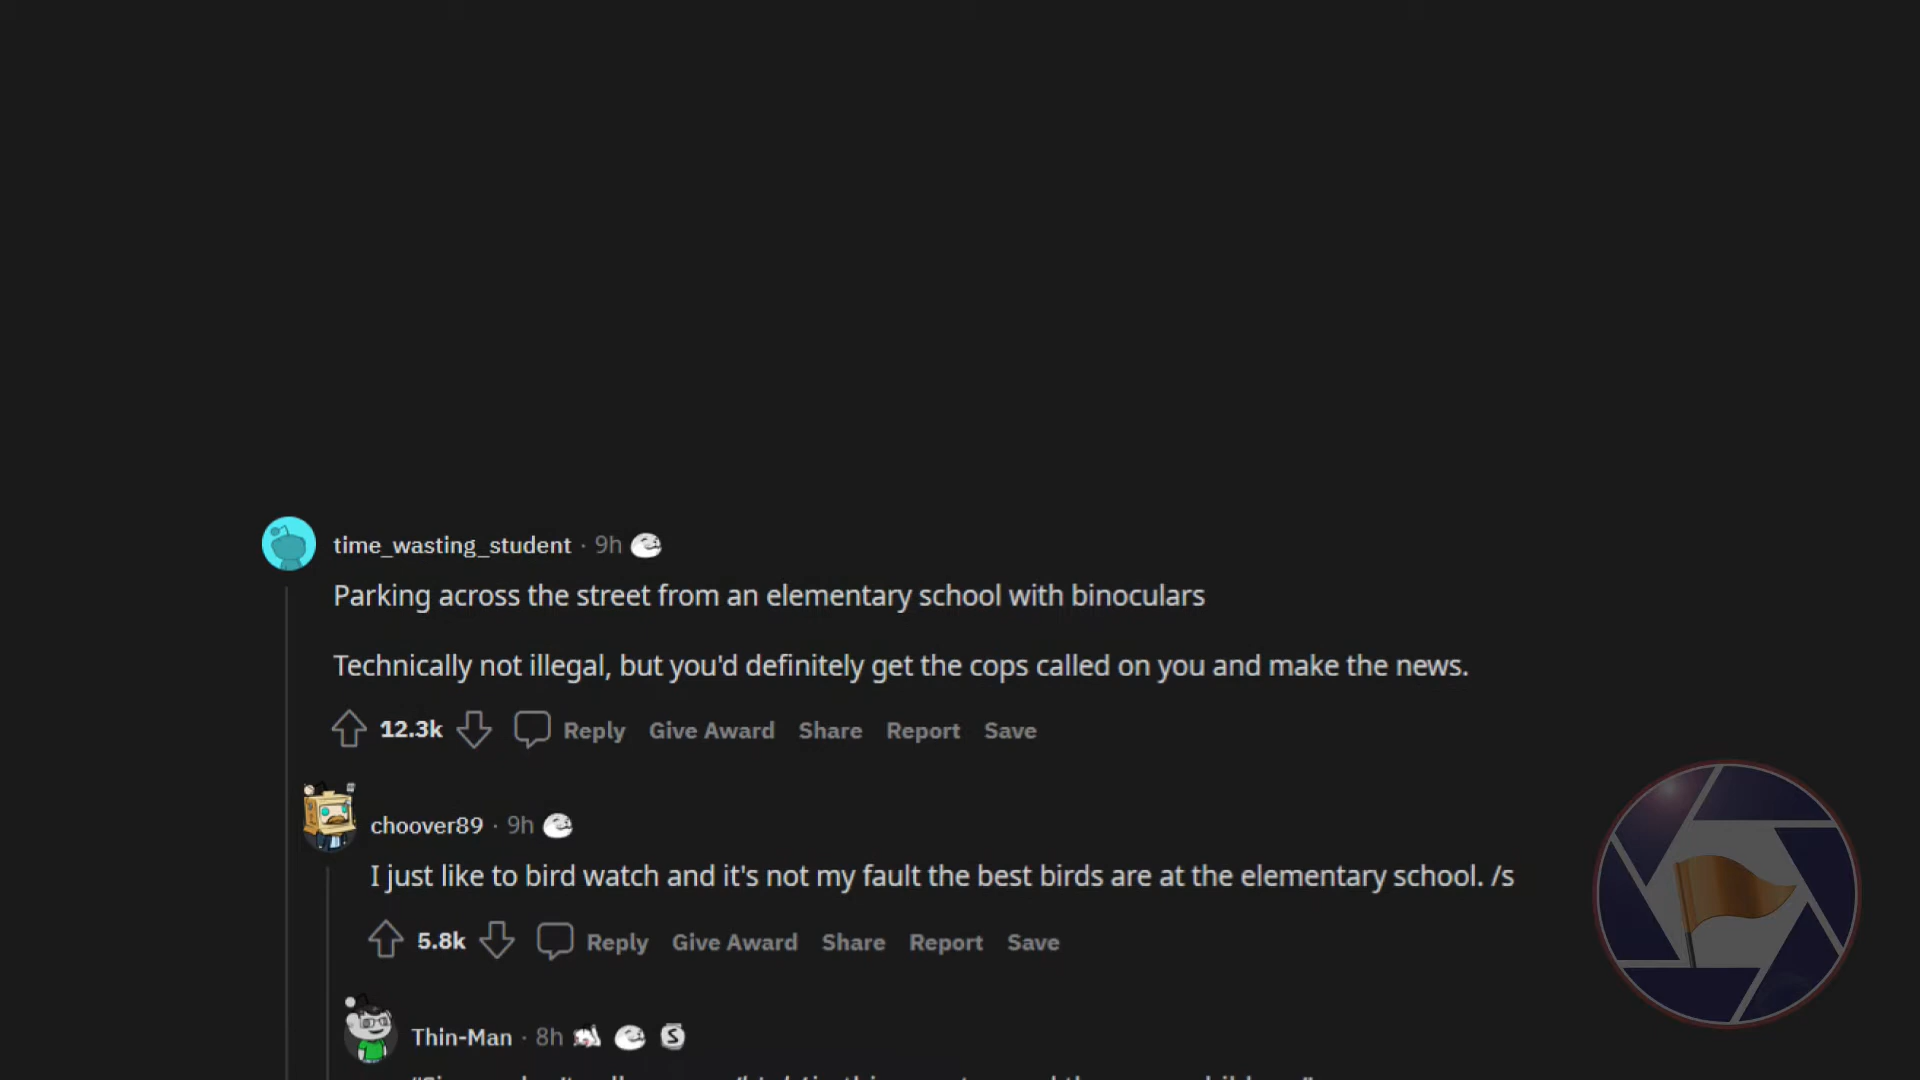 time_wasting_student · 9h
Parking across the street from an elementary school with binoculars
Technically not illegal, but you'd definitely get the cops called on you and make the news.
12.3k Reply Give Award Share Report Save
choover89 · 9h
I just like to bird watch and it's not my fault the best birds are at the elementary school. /s
5.8k Reply Give Award Share Report Save
Thin-Man · 8h S